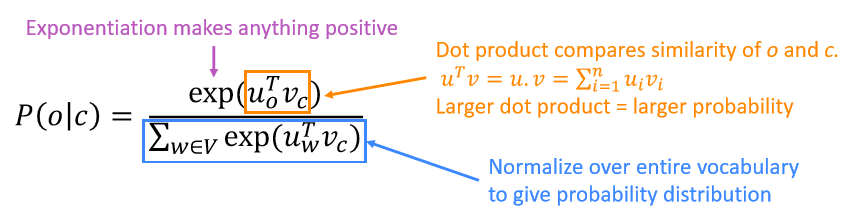 Exponentiation makes anything positive
Dot product compares similarity of o and c.
u^T v = u. v = ∑_{i=1}^{n} u_i v_i
Larger dot product = larger probability
P(o|c) = exp(u_o^T v_c) / ∑_{w∈V} exp(u_w^T v_c)
Normalize over entire vocabulary
to give probability distribution